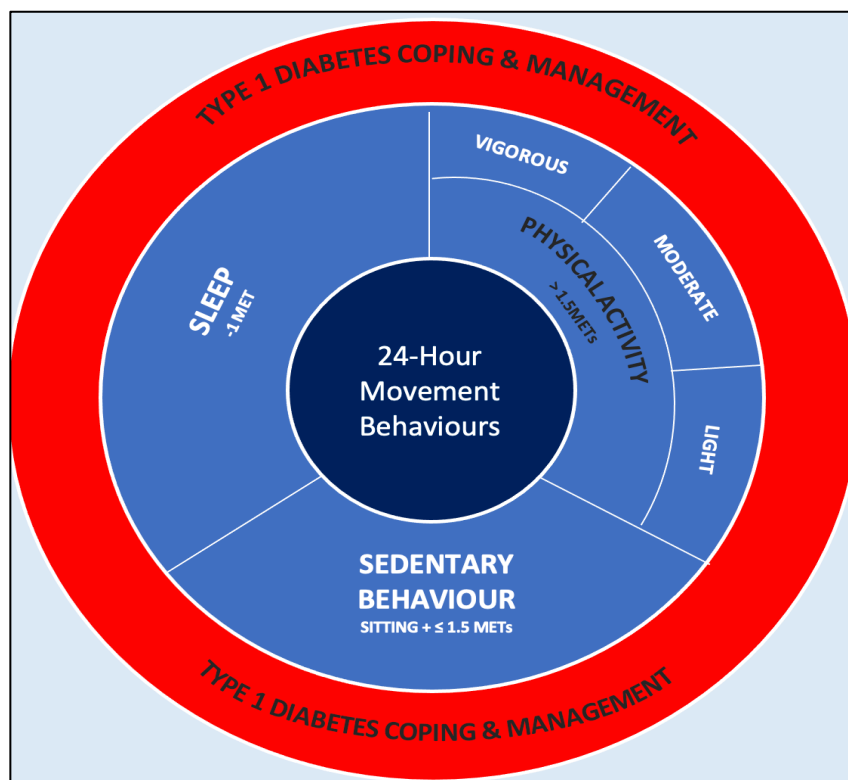 TYPE 1 DIABETES COPING & MANAGEMENT
VIGOROUS
MODERATE
LIGHT
PHYSICAL ACTIVITY
> 1.5METs
SLEEP
-1 MET
24-Hour
Movement
Behaviours
SEDENTARY
BEHAVIOUR
SITTING + ≤ 1.5 METs
TYPE 1 DIABETES COPING & MANAGEMENT